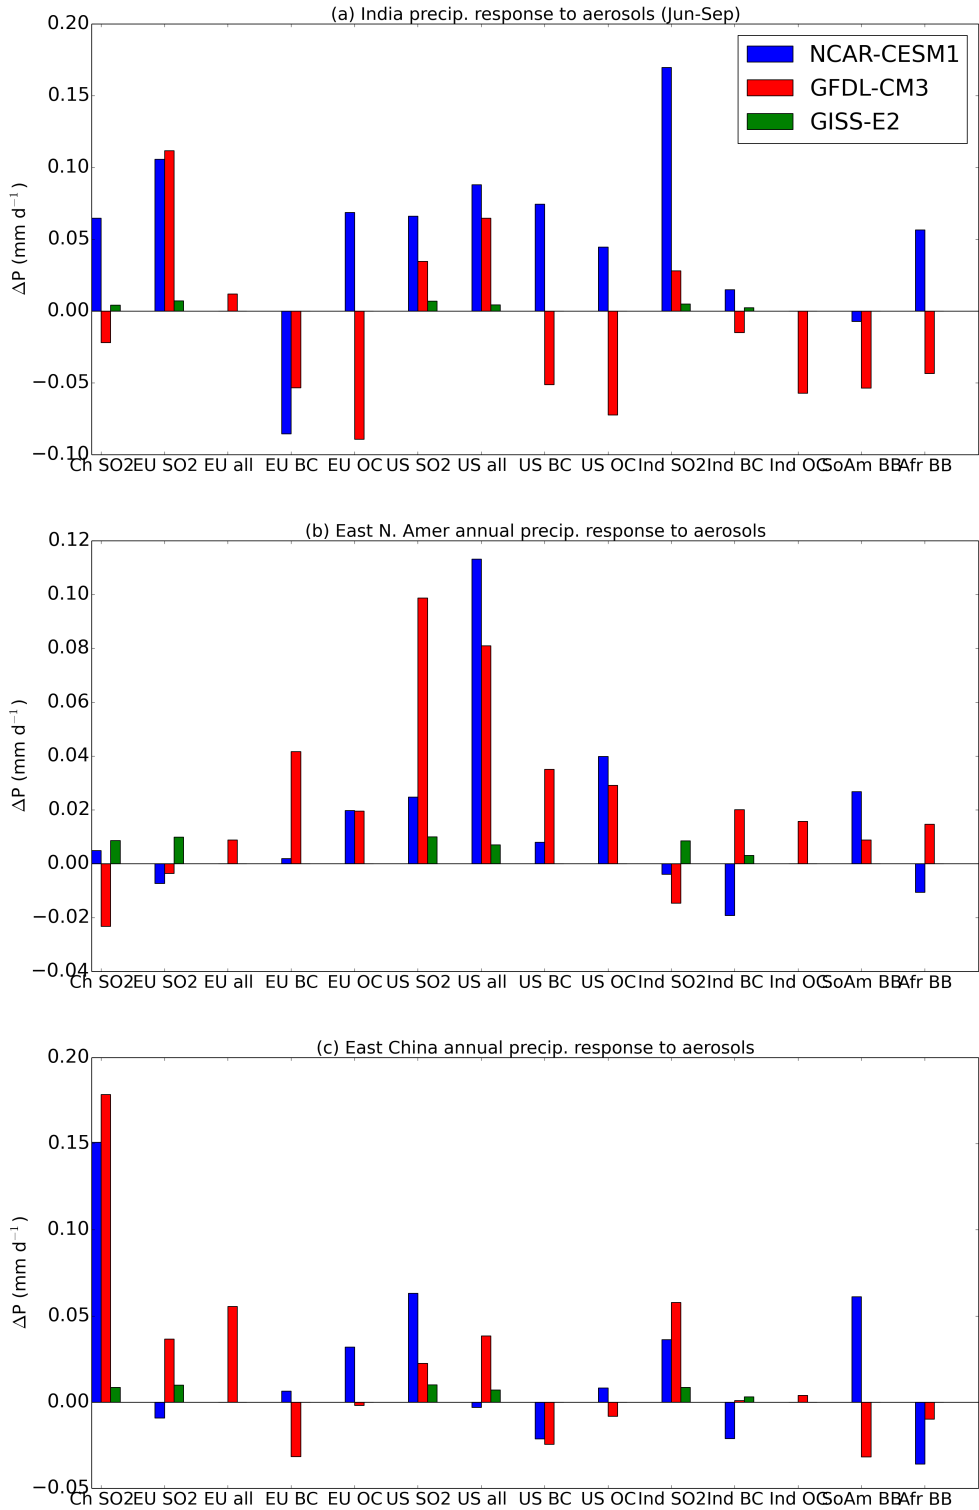 (a) India precip. response to aerosols (Jun-Sep)
NCAR-CESM1
GFDL-CM3
GISS-E2
ΔP (mm d⁻¹)
0.20
0.15
0.10
0.05
0.00
−0.05
−0.10
Ch SO2 EU SO2 EU all EU BC EU OC US SO2 US all US BC US OC Ind SO2 Ind BC Ind OC SoAm BB Afr BB
(b) East N. Amer annual precip. response to aerosols
ΔP (mm d⁻¹)
0.12
0.10
0.08
0.06
0.04
0.02
0.00
−0.02
−0.04
Ch SO2 EU SO2 EU all EU BC EU OC US SO2 US all US BC US OC Ind SO2 Ind BC Ind OC SoAm BB Afr BB
(c) East China annual precip. response to aerosols
ΔP (mm d⁻¹)
0.20
0.15
0.10
0.05
0.00
−0.05
Ch SO2 EU SO2 EU all EU BC EU OC US SO2 US all US BC US OC Ind SO2 Ind BC Ind OC SoAm BB Afr BB